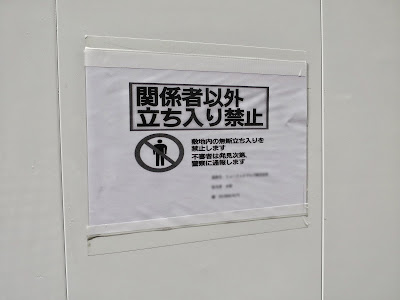 関係者以外
立ち入り禁止
敷地内の無断立ち入りを
禁止します
不審者は発見次第、
警察に通報します